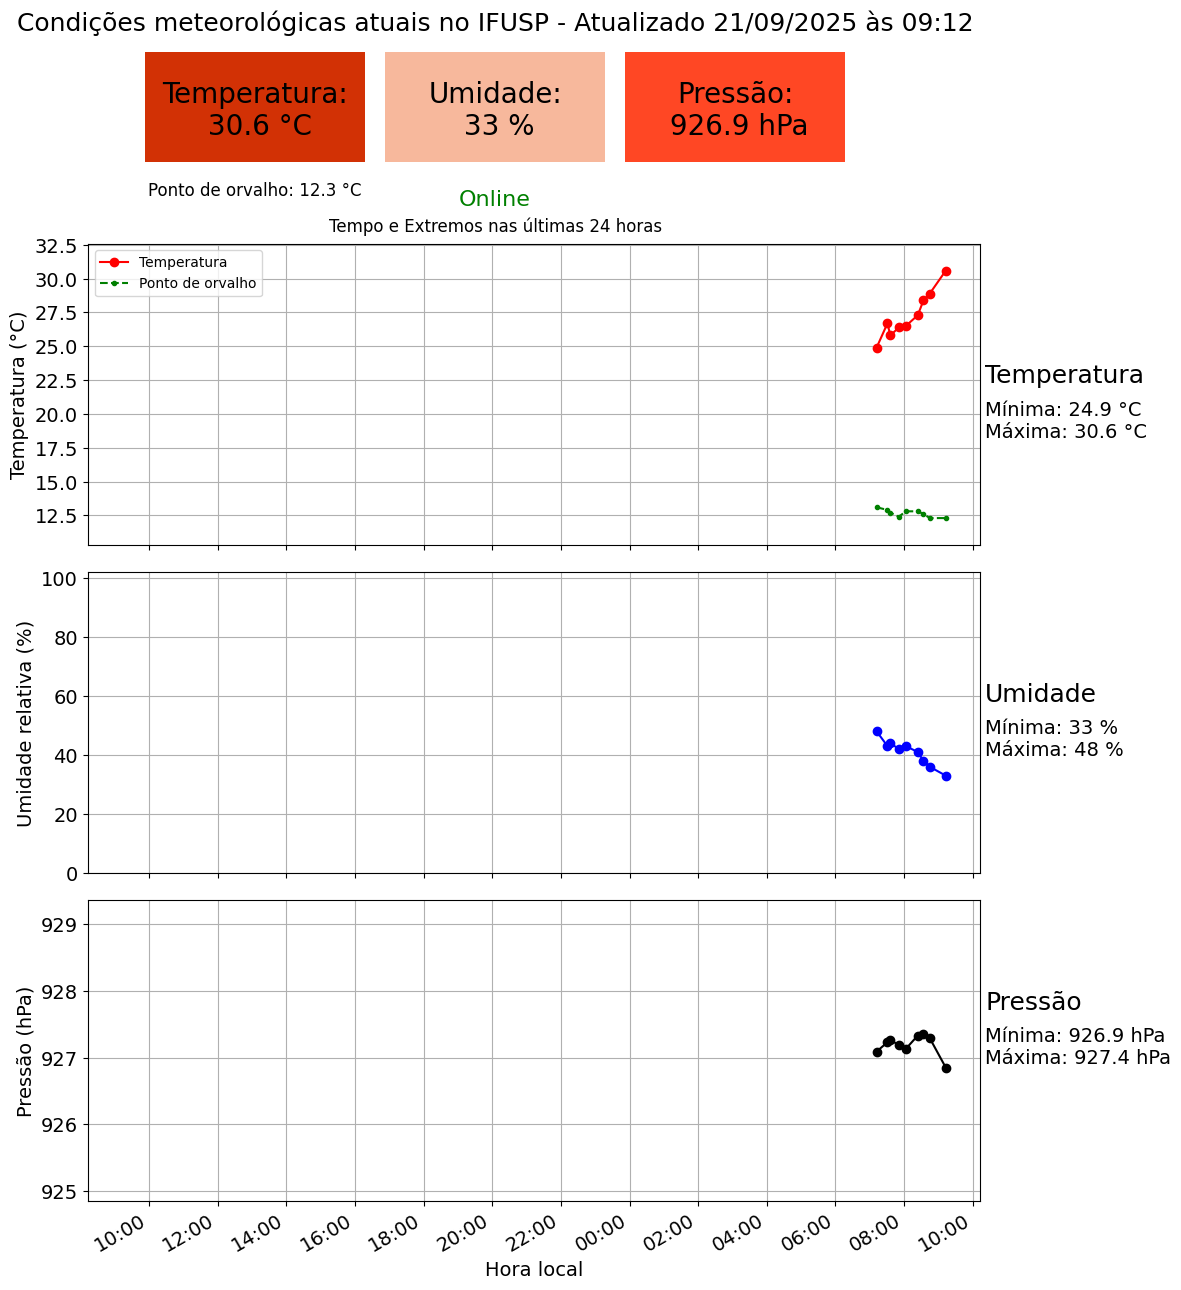 Condições meteorológicas atuais no IFUSP - Atualizado 21/09/2025 às 09:12
Temperatura:
30.6 °C
Umidade:
33 %
Pressão:
926.9 hPa
Ponto de orvalho: 12.3 °C
Online
Tempo e Extremos nas últimas 24 horas
Temperatura (°C)
32.5
30.0
27.5
25.0
22.5
20.0
17.5
15.0
12.5
Temperatura
Ponto de orvalho
Temperatura
Mínima: 24.9 °C
Máxima: 30.6 °C
Umidade relativa (%)
100
80
60
40
20
0
Umidade
Mínima: 33 %
Máxima: 48 %
Pressão (hPa)
929
928
927
926
925
Pressão
Mínima: 926.9 hPa
Máxima: 927.4 hPa
10:00
12:00
14:00
16:00
18:00
20:00
22:00
00:00
02:00
04:00
06:00
08:00
10:00
Hora local